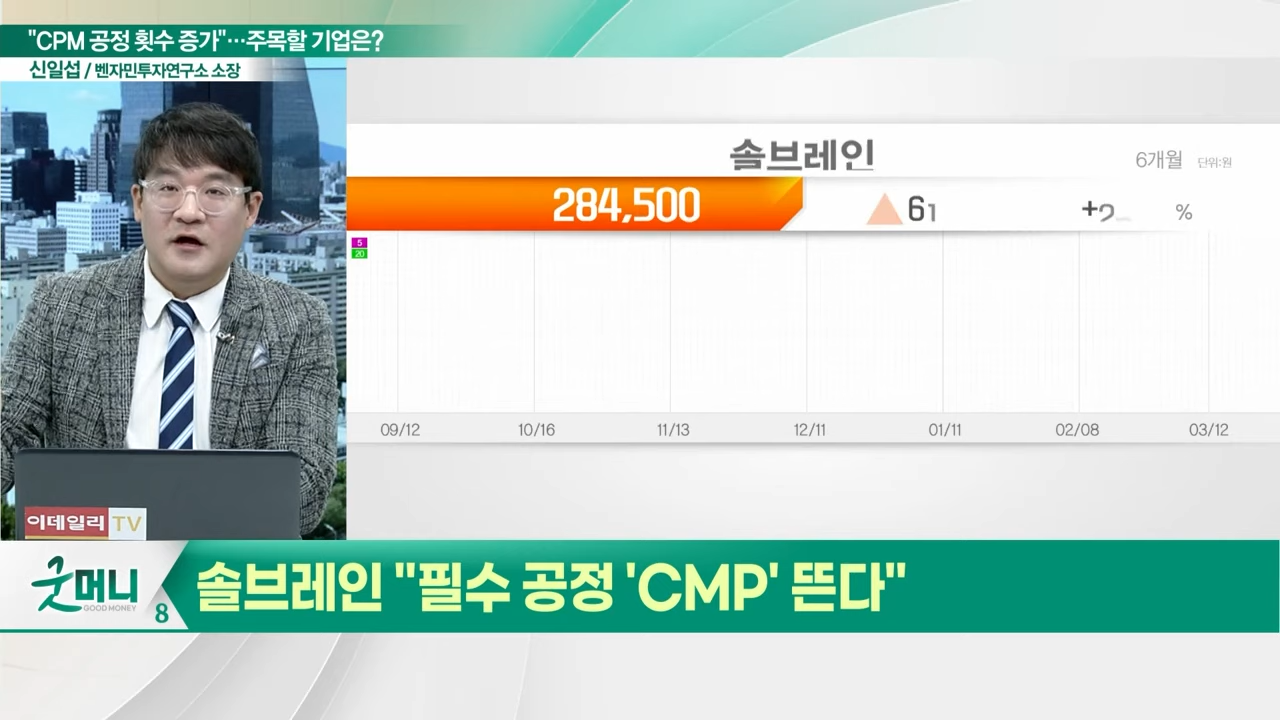 "CPM 공정 횟수 증가"…주목할 기업은?
신일섭 / 벤자민투자연구소 소장
솔브레인
6개월 단위:원
284,500
▲61
%
5
20
09/12 10/16 11/13 12/11 01/11 02/08 03/12
이데일리 TV
굿머니
GOOD MONEY
8
솔브레인 "필수 공정 'CMP' 뜬다"